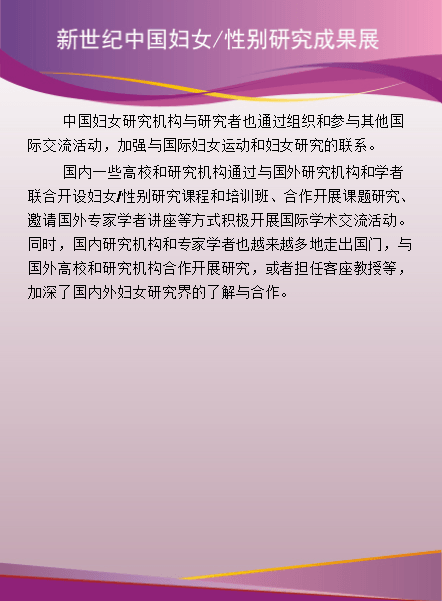 新世纪中国妇女/性别研究成果展
中国妇女研究机构与研究者也通过组织和参与其他国
际交流活动，加强与国际妇女运动和妇女研究的联系。
国内一些高校和研究机构通过与国外研究机构和学者
联合开设妇女/性别研究课程和培训班、合作开展课题研究、
邀请国外专家学者讲座等方式积极开展国际学术交流活动。
同时，国内研究机构和专家学者也越来越多地走出国门，与
国外高校和研究机构合作开展研究，或者担任客座教授等，
加深了国内外妇女研究界的了解与合作。